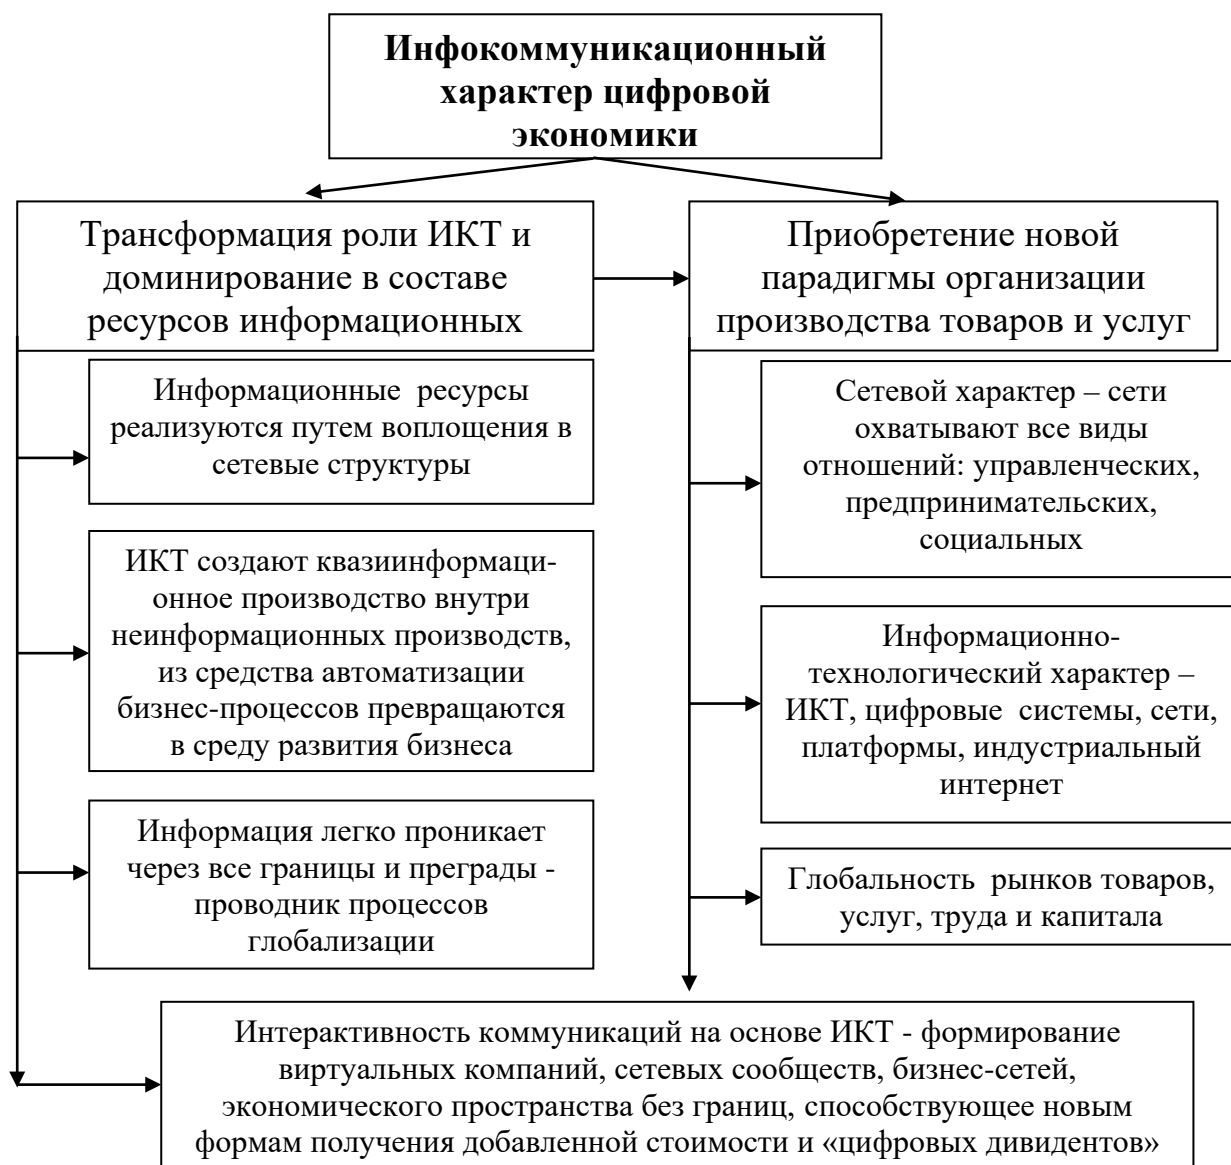 Инфокоммуникационный
характер цифровой
экономики
Трансформация роли ИКТ и
доминирование в составе
ресурсов информационных
Приобретение новой
парадигмы организации
производства товаров и услуг
Информационные ресурсы
реализуются путем воплощения в
сетевые структуры
ИКТ создают квазиинформаци-
онное производство внутри
неинформационных производств,
из средства автоматизации
бизнес-процессов превращаются
в среду развития бизнеса
Информация легко проникает
через все границы и преграды -
проводник процессов
глобализации
Сетевой характер – сети
охватывают все виды
отношений: управленческих,
предпринимательских,
социальных
Информационно-
технологический характер –
ИКТ, цифровые системы, сети,
платформы, индустриальный
интернет
Глобальность рынков товаров,
услуг, труда и капитала
Интерактивность коммуникаций на основе ИКТ - формирование
виртуальных компаний, сетевых сообществ, бизнес-сетей,
экономического пространства без границ, способствующее новым
формам получения добавленной стоимости и «цифровых дивидентов»